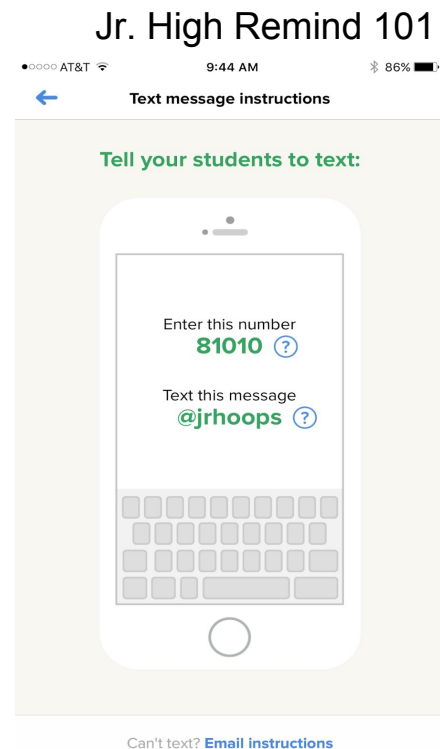 Jr. High Remind 101
AT&T 9:44 AM 86%
Text message instructions
Tell your students to text:
Enter this number
81010 ?
Text this message
@jrhoops ?
Can't text? Email instructions